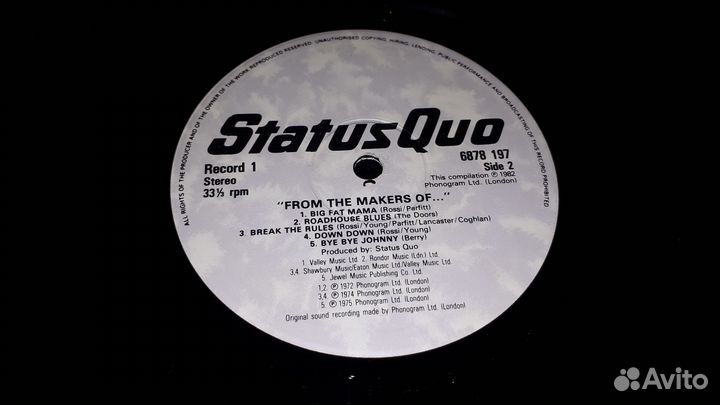 ALL RIGHTS OF THE PRODUCER AND OF THE OWNER OF THE WORK REPRODUCED RESERVED. UNAUTHORISED COPYING, HIRING, LENDING, PUBLIC PERFORMANCE AND BROADCASTING OF THIS RECORD PROHIBITED
Status Quo
Record 1
Stereo
33⅓ rpm
6878 197
Side 2
This compilation ℗ 1982
Phonogram Ltd. (London)
"FROM THE MAKERS OF..."
1. BIG FAT MAMA (Rossi/Parfitt)
2. ROADHOUSE BLUES (The Doors)
3. BREAK THE RULES (Rossi/Young/Parfitt/Lancaster/Coghlan)
4. DOWN DOWN (Rossi/Young)
5. BYE BYE JOHNNY (Berry)
Produced by: Status Quo
1. Valley Music Ltd. 2. Rondor Music (Ldn.) Ltd.
3,4. Shawbury Music/Eaton Music Ltd/Valley Music Ltd.
5. Jewel Music Publishing Co. Ltd.
1,2. ℗ 1972 Phonogram Ltd. (London)
3,4. ℗ 1974 Phonogram Ltd. (London)
5. ℗ 1975 Phonogram Ltd. (London)
Original sound recording made by Phonogram Ltd. (London)
Avito